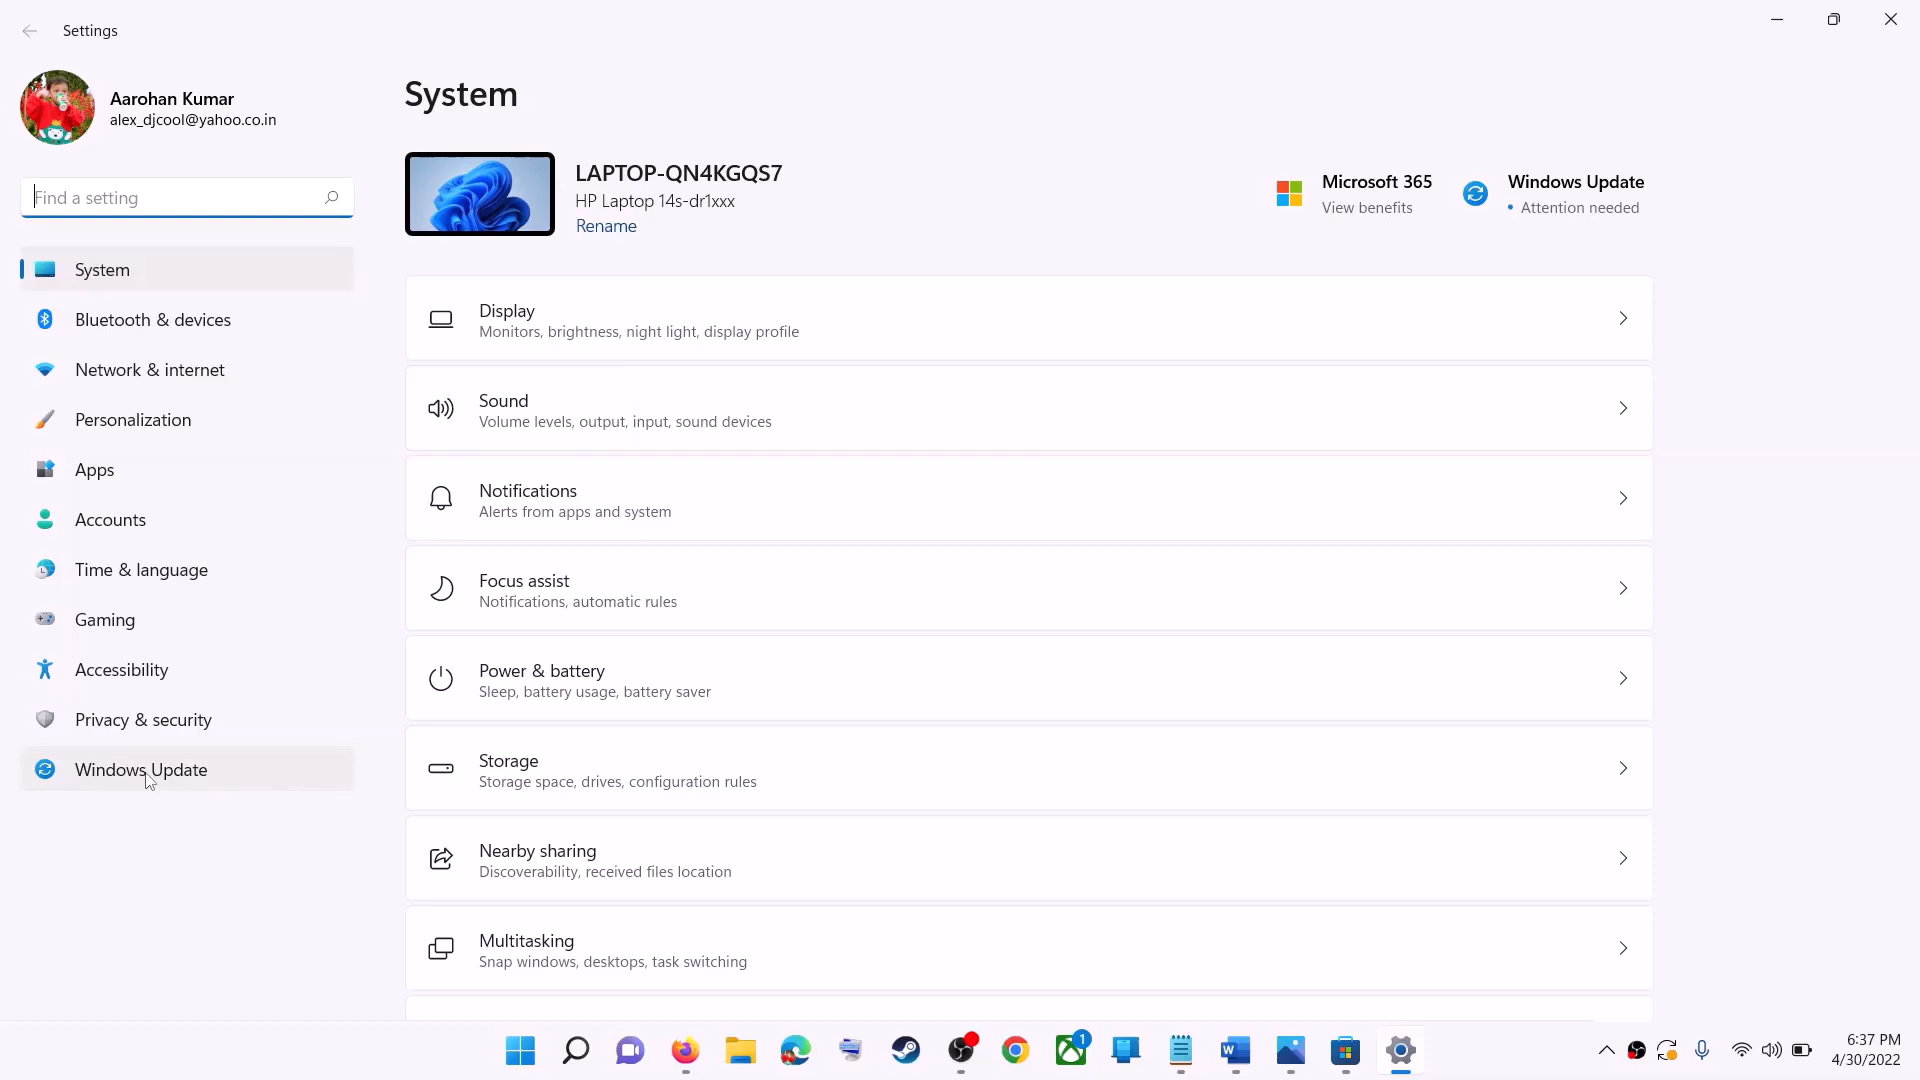 Settings
Aarohan Kumar
alex_djcool@yahoo.co.in
Find a setting
System
Bluetooth & devices
Network & internet
Personalization
Apps
Accounts
Time & language
Gaming
Accessibility
Privacy & security
Windows Update
System
LAPTOP-QN4KGQS7
HP Laptop 14s-dr1xxx
Rename
Microsoft 365
View benefits
Windows Update
• Attention needed
Display
Monitors, brightness, night light, display profile
Sound
Volume levels, output, input, sound devices
Notifications
Alerts from apps and system
Focus assist
Notifications, automatic rules
Power & battery
Sleep, battery usage, battery saver
Storage
Storage space, drives, configuration rules
Nearby sharing
Discoverability, received files location
Multitasking
Snap windows, desktops, task switching
1
6:37 PM
4/30/2022